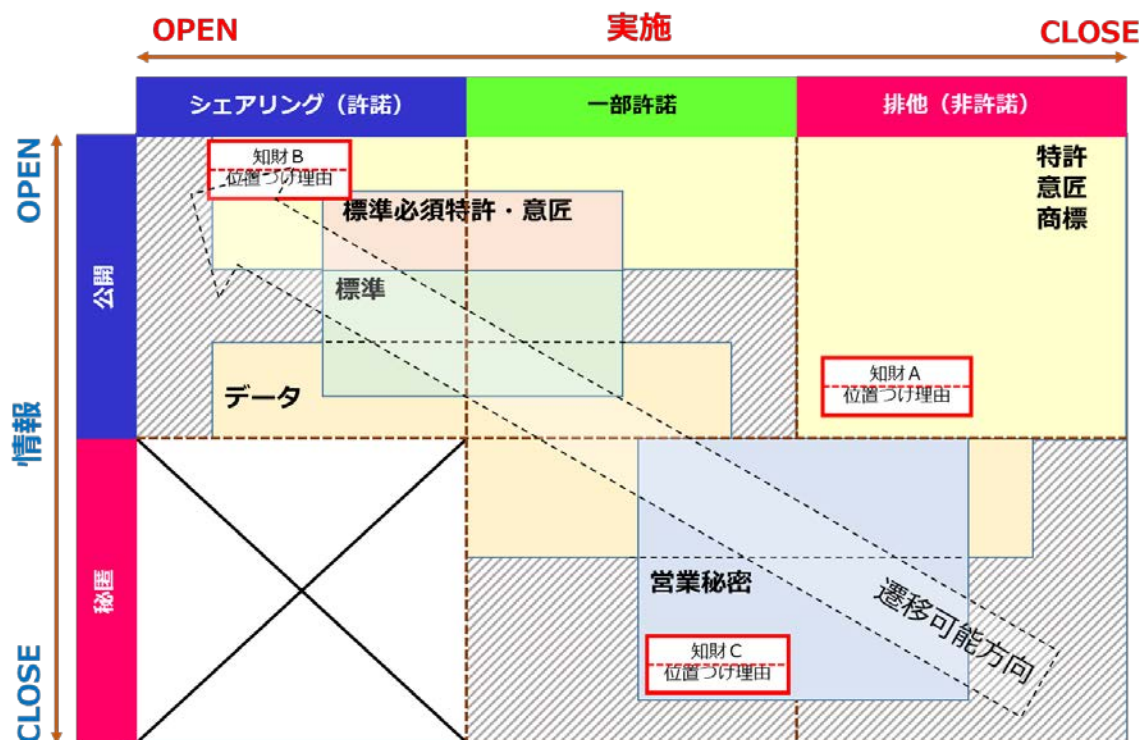 OPEN
実施
CLOSE
シェアリング（許諾）
一部許諾
排他（非許諾）
OPEN
情報
CLOSE
公開
秘匿
知財B
位置づけ理由
特許
意匠
商標
標準必須特許・意匠
標準
データ
知財A
位置づけ理由
営業秘密
知財C
位置づけ理由
遷移可能方向